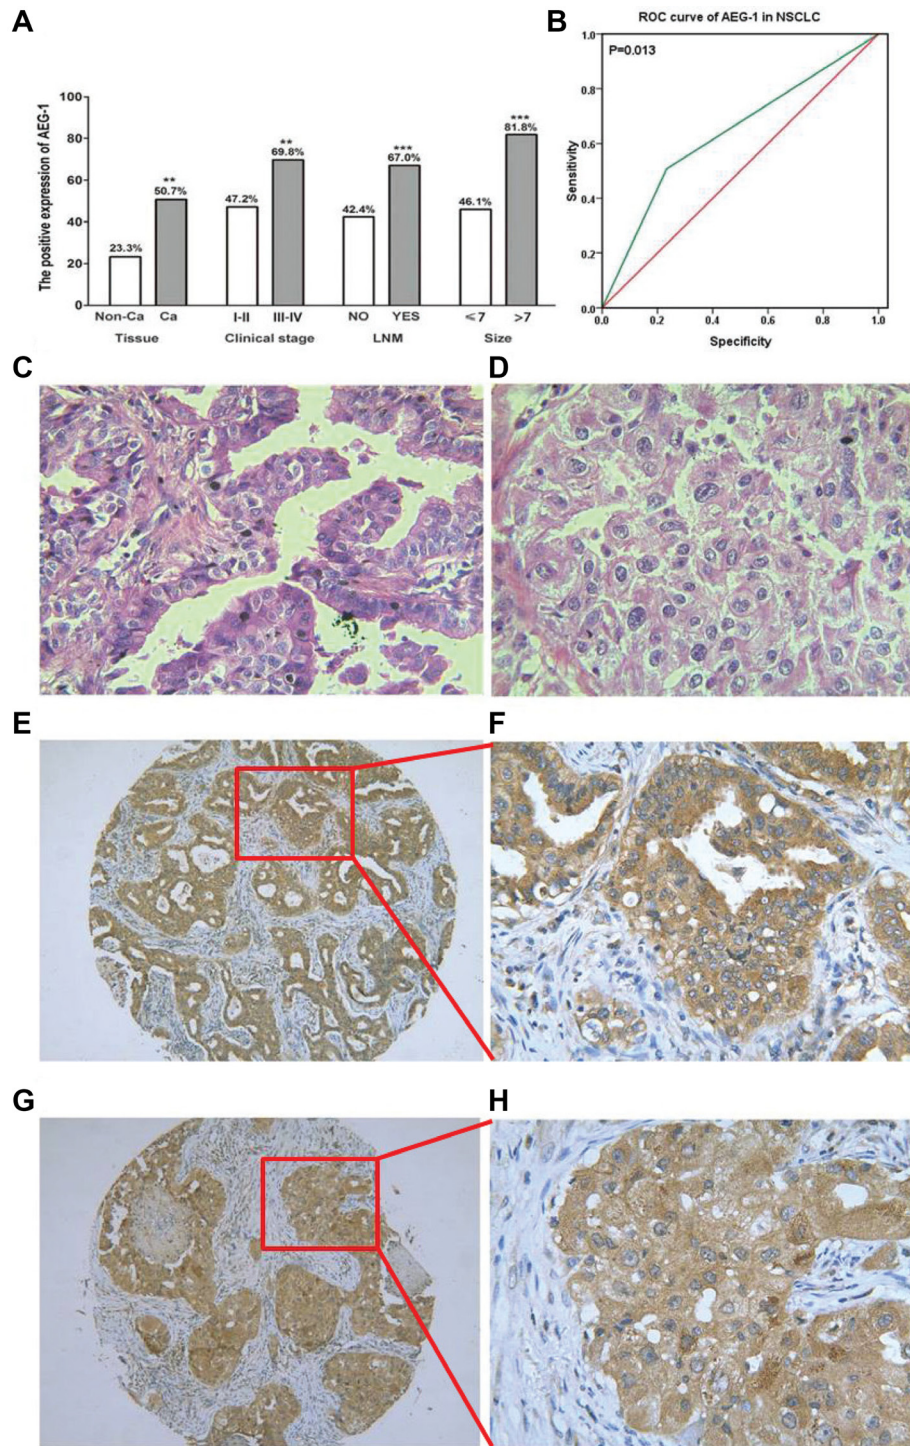 A
B
ROC curve of AEG-1 in NSCLC
P=0.013
1.0
0.8
0.6
0.4
0.2
0.0
Sensitivity
0.0 0.2 0.4 0.6 0.8 1.0
Specificity
The positive expression of AEG-1
100
80
60
40
20
0
23.3%
**
50.7%
47.2%
**
69.8%
42.4%
***
67.0%
46.1%
***
81.8%
Non-Ca Ca I-II III-IV NO YES ≤7 >7
Tissue Clinical stage LNM Size
C
D
E
F
G
H